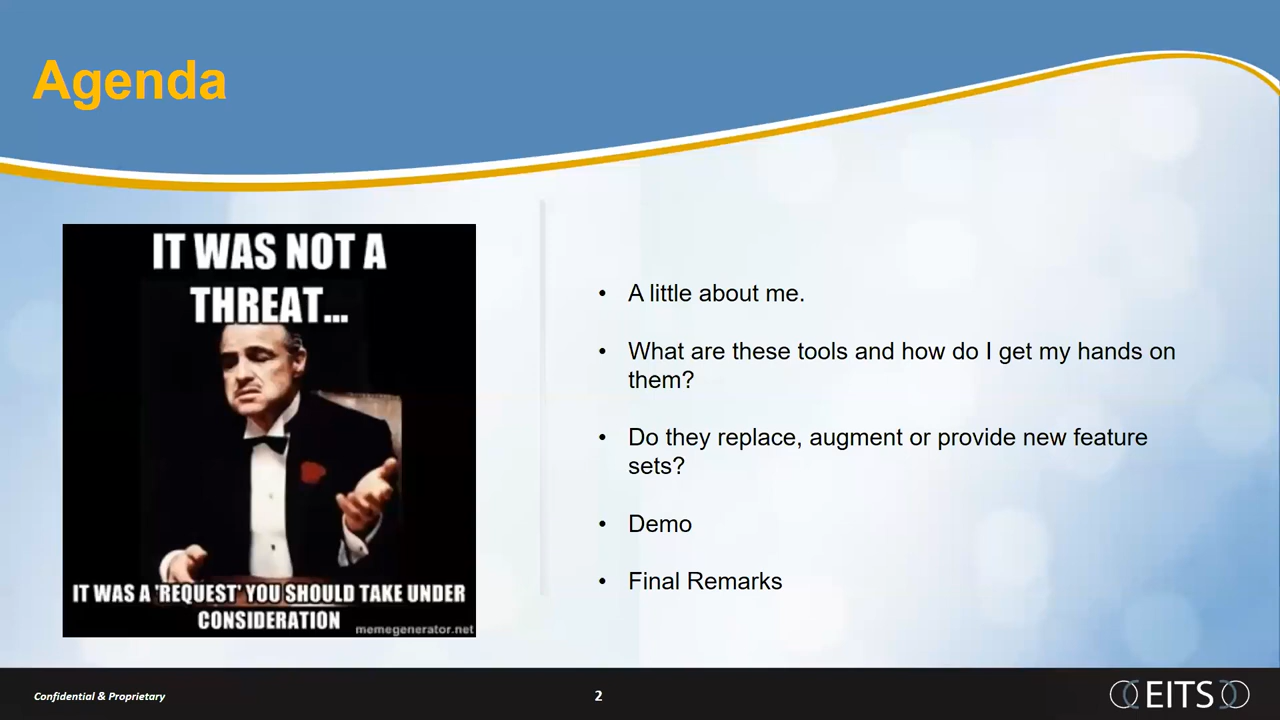 Agenda
IT WAS NOT A
THREAT...
IT WAS A 'REQUEST' YOU SHOULD TAKE UNDER
CONSIDERATION
memegenerator.net
• A little about me.
• What are these tools and how do I get my hands on
them?
• Do they replace, augment or provide new feature
sets?
• Demo
• Final Remarks
Confidential & Proprietary
2
EITS